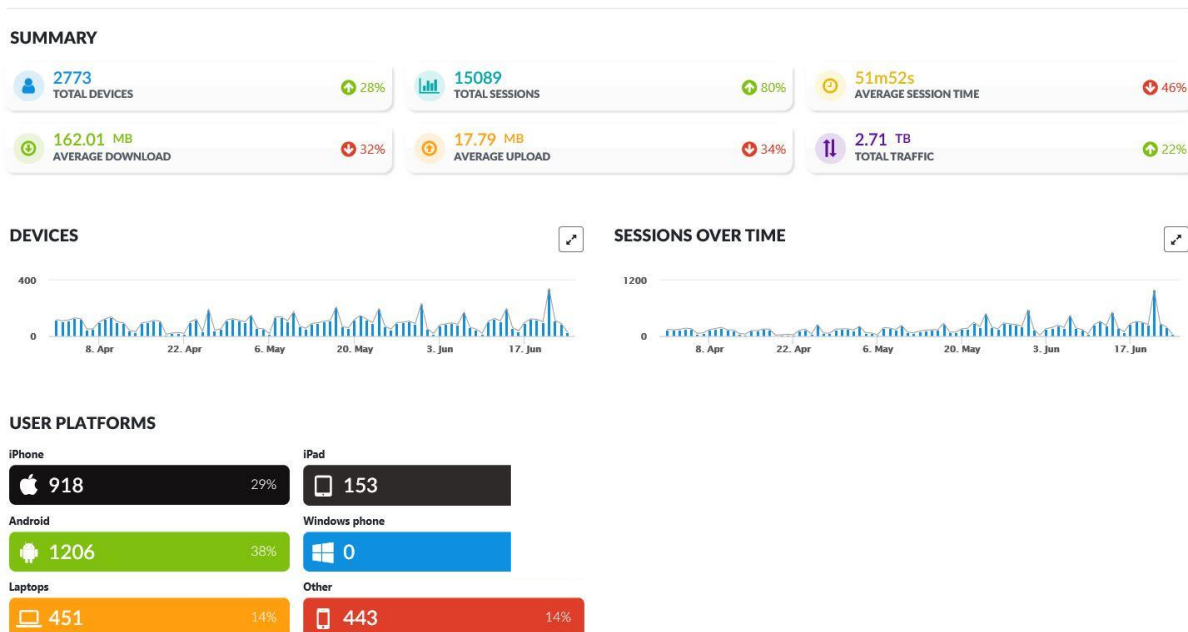 SUMMARY
2773
TOTAL DEVICES
28%
15089
TOTAL SESSIONS
80%
51m52s
AVERAGE SESSION TIME
46%
162.01 MB
AVERAGE DOWNLOAD
32%
17.79 MB
AVERAGE UPLOAD
34%
2.71 TB
TOTAL TRAFFIC
22%
DEVICES
400
0
8. Apr 22. Apr 6. May 20. May 3. Jun 17. Jun
SESSIONS OVER TIME
1200
0
8. Apr 22. Apr 6. May 20. May 3. Jun 17. Jun
USER PLATFORMS
iPhone
918 29%
iPad
153
Android
1206 38%
Windows phone
0
Laptops
451 14%
Other
443 14%